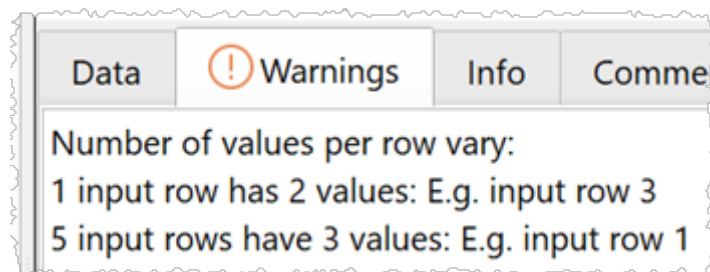 Data Warnings Info Comme
Number of values per row vary:
1 input row has 2 values: E.g. input row 3
5 input rows have 3 values: E.g. input row 1